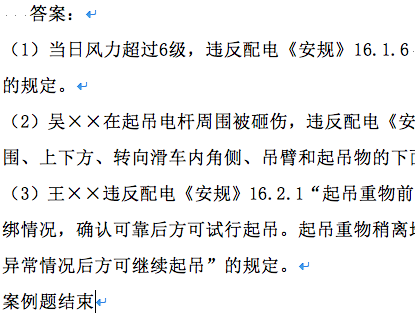 答案：
（1）当日风力超过6级，违反配电《安规》16.1.6
的规定。
（2）吴××在起吊电杆周围被砸伤，违反配电《安
围、上下方、转向滑车内角侧、吊臂和起吊物的下面
（3）王××违反配电《安规》16.2.1“起吊重物前
绑情况，确认可靠后方可试行起吊。起吊重物稍离地
异常情况后方可继续起吊”的规定。
案例题结束